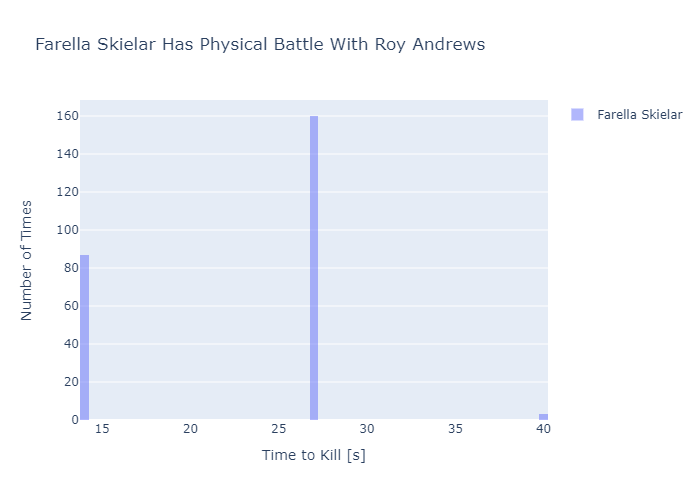 Farella Skielar Has Physical Battle With Roy Andrews
Farella Skielar
Number of Times
160
140
120
100
80
60
40
20
0
15 20 25 30 35 40
Time to Kill [s]